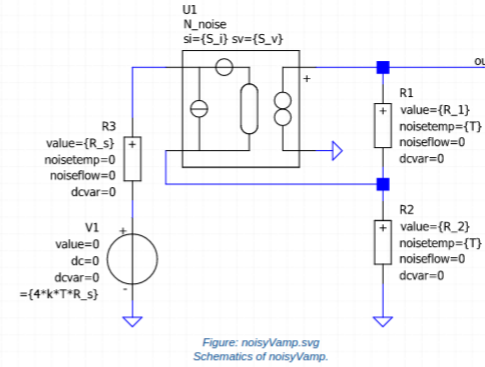 U1
N_noise
si={S_i} sv={S_v}
+
R3
value={R_s}
noisetemp=0
noiseflow=0
dcvar=0
+
V1
value=0
dc=0
dcvar=0
={4*k*T*R_s}
+
-
R1
value={R_1}
noisetemp={T}
noiseflow=0
dcvar=0
+
R2
value={R_2}
noisetemp={T}
noiseflow=0
dcvar=0
+
Figure: noisyVamp.svg
Schematics of noisyVamp.